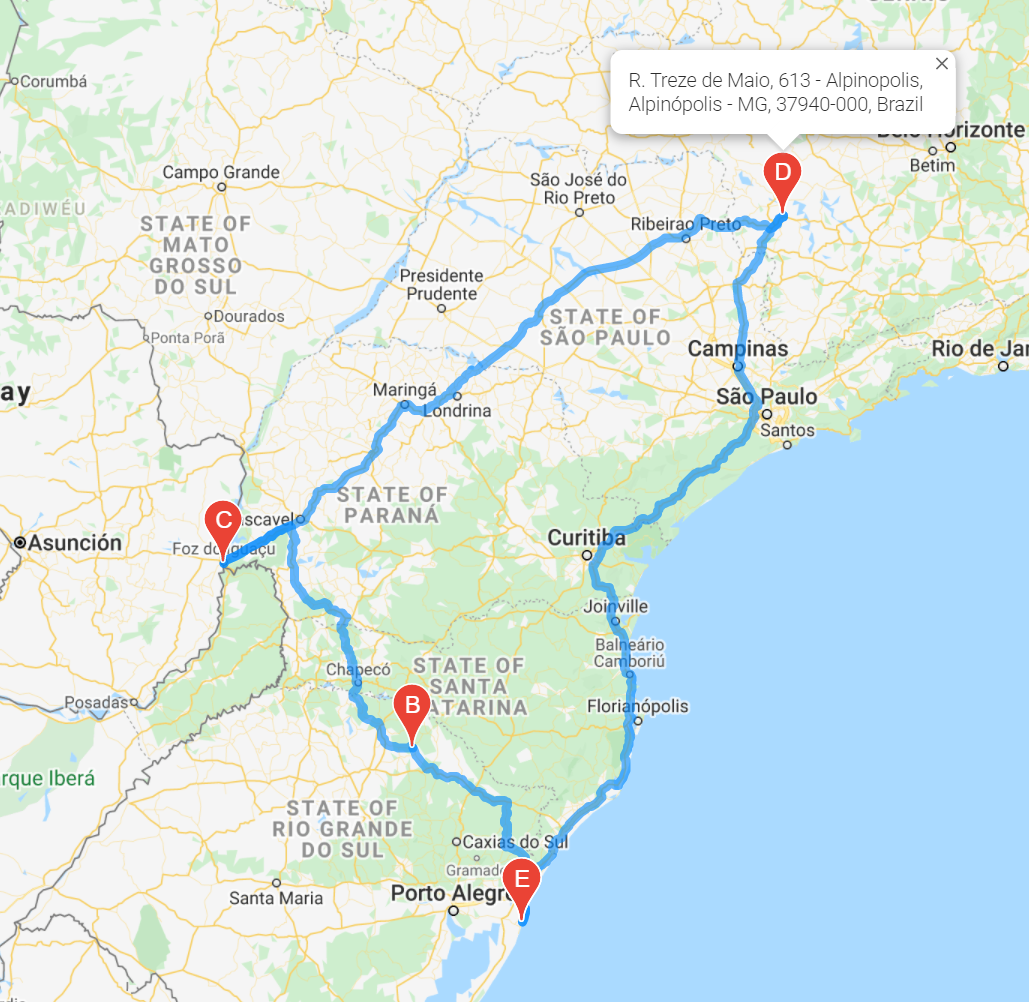 Corumbá
R. Treze de Maio, 613 - Alpinopolis,
Alpinópolis - MG, 37940-000, Brazil
Horizonte
Betim
Campo Grande
São José do
Rio Preto
D
ADIWÉU
STATE OF
MATO
GROSSO
DO SUL
Ribeirao Preto
Presidente
Prudente
Dourados
STATE OF
SÃO PAULO
Ponta Porã
Campinas
Rio de Jan
ay
Maringá
Londrina
São Paulo
Santos
STATE OF
PARANÁ
C
scavel
Asunción
Foz do Iguaçu
Curitiba
Joinville
Balneário
Camboriú
Chapecó
STATE OF
SANTA
ATARINA
Posadas
B
Florianópolis
rque Iberá
STATE OF
RIO GRANDE
DO SUL
Caxias do Sul
Gramado
E
Santa Maria
Porto Alegre